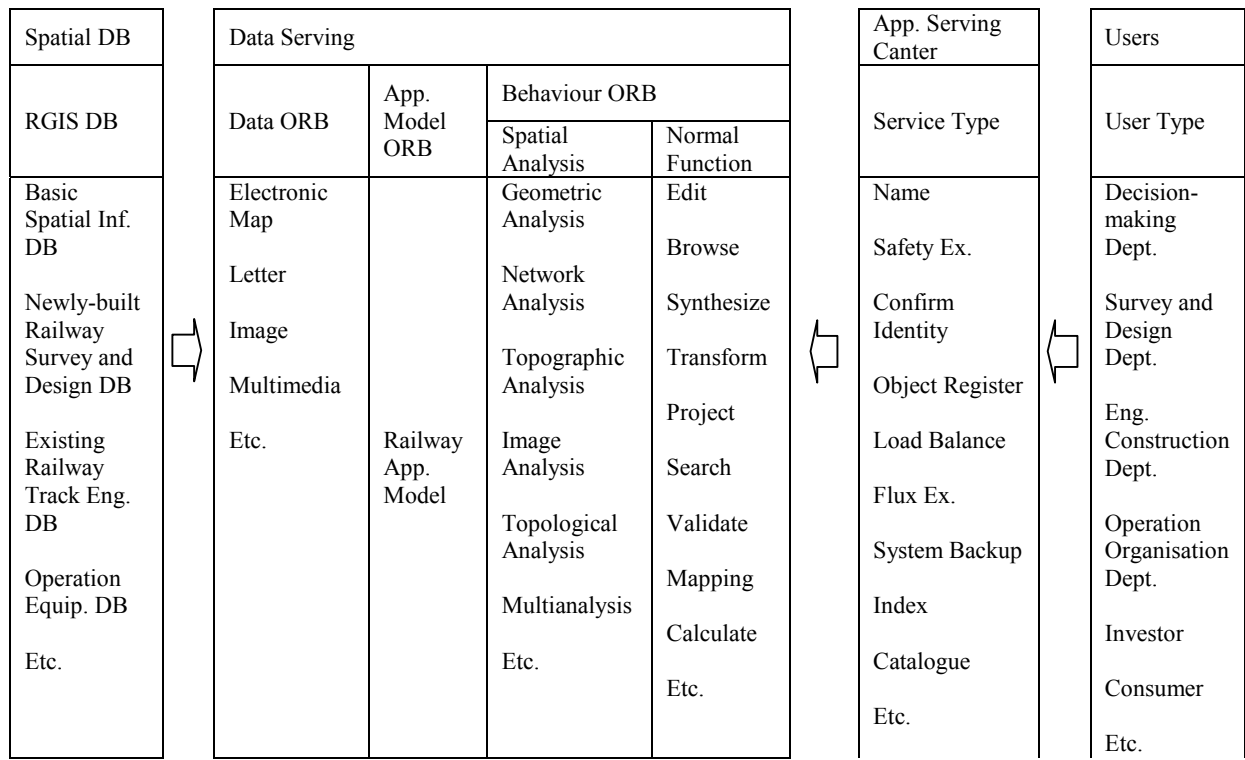 Spatial DB
RGIS DB
Basic
Spatial Inf.
DB
Newly-built
Railway
Survey and
Design DB
Existing
Railway
Track Eng.
DB
Operation
Equip. DB
Etc.
Data Serving
Data ORB
Electronic
Map
Letter
Image
Multimedia
Etc.
App.
Model
ORB
Railway
App.
Model
Behaviour ORB
Spatial
Analysis
Geometric
Analysis
Network
Analysis
Topographic
Analysis
Image
Analysis
Topological
Analysis
Multianalysis
Etc.
Normal
Function
Edit
Browse
Synthesize
Transform
Project
Search
Validate
Mapping
Calculate
Etc.
App. Serving
Canter
Service Type
Name
Safety Ex.
Confirm
Identity
Object Register
Load Balance
Flux Ex.
System Backup
Index
Catalogue
Etc.
Users
User Type
Decision-
making
Dept.
Survey and
Design
Dept.
Eng.
Construction
Dept.
Operation
Organisation
Dept.
Investor
Consumer
Etc.